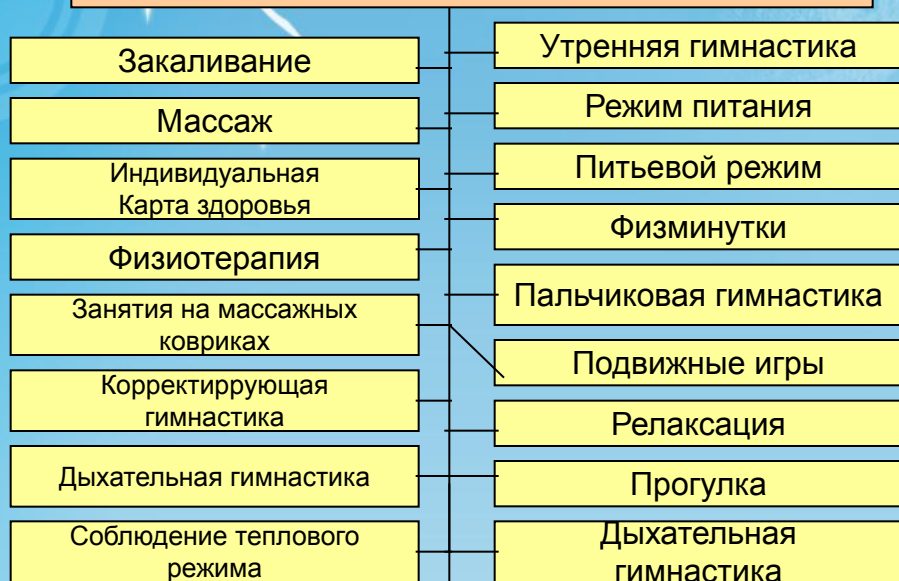 Закаливание
Массаж
Индивидуальная
Карта здоровья
Физиотерапия
Занятия на массажных
ковриках
Корректиррующая
гимнастика
Дыхательная гимнастика
Соблюдение теплового
режима
Утренняя гимнастика
Режим питания
Питьевой режим
Физминутки
Пальчиковая гимнастика
Подвижные игры
Релаксация
Прогулка
Дыхательная
гимнастика